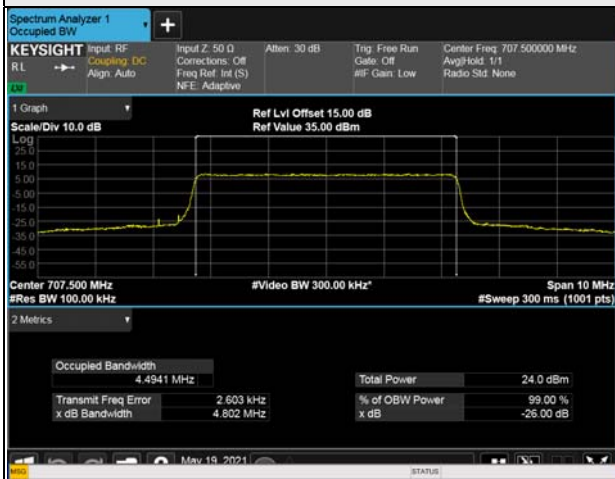 Spectrum Analyzer 1
Occupied BW
+
KEYSIGHT
RL
LXI
Input: RF
Coupling: DC
Align: Auto
Input Z: 50 Ω
Corrections: Off
Freq Ref: Int (S)
NFE: Adaptive
Atten: 30 dB
Trig: Free Run
Gate: Off
#IF Gain: Low
Center Freq: 707.500000 MHz
Avg|Hold: 1/1
Radio Std: None
1 Graph
Scale/Div 10.0 dB
Ref Lvl Offset 15.00 dB
Ref Value 35.00 dBm
Log
25.0
15.0
5.00
-5.00
-15.0
-25.0
-35.0
-45.0
-55.0
Center 707.500 MHz
#Res BW 100.00 kHz
#Video BW 300.00 kHz*
Span 10 MHz
#Sweep 300 ms (1001 pts)
2 Metrics
Occupied Bandwidth
4.4941 MHz
Transmit Freq Error 2.603 kHz
x dB Bandwidth 4.802 MHz
Total Power 24.0 dBm
% of OBW Power 99.00 %
x dB -26.00 dB
May 19, 2021
MSG
STATUS